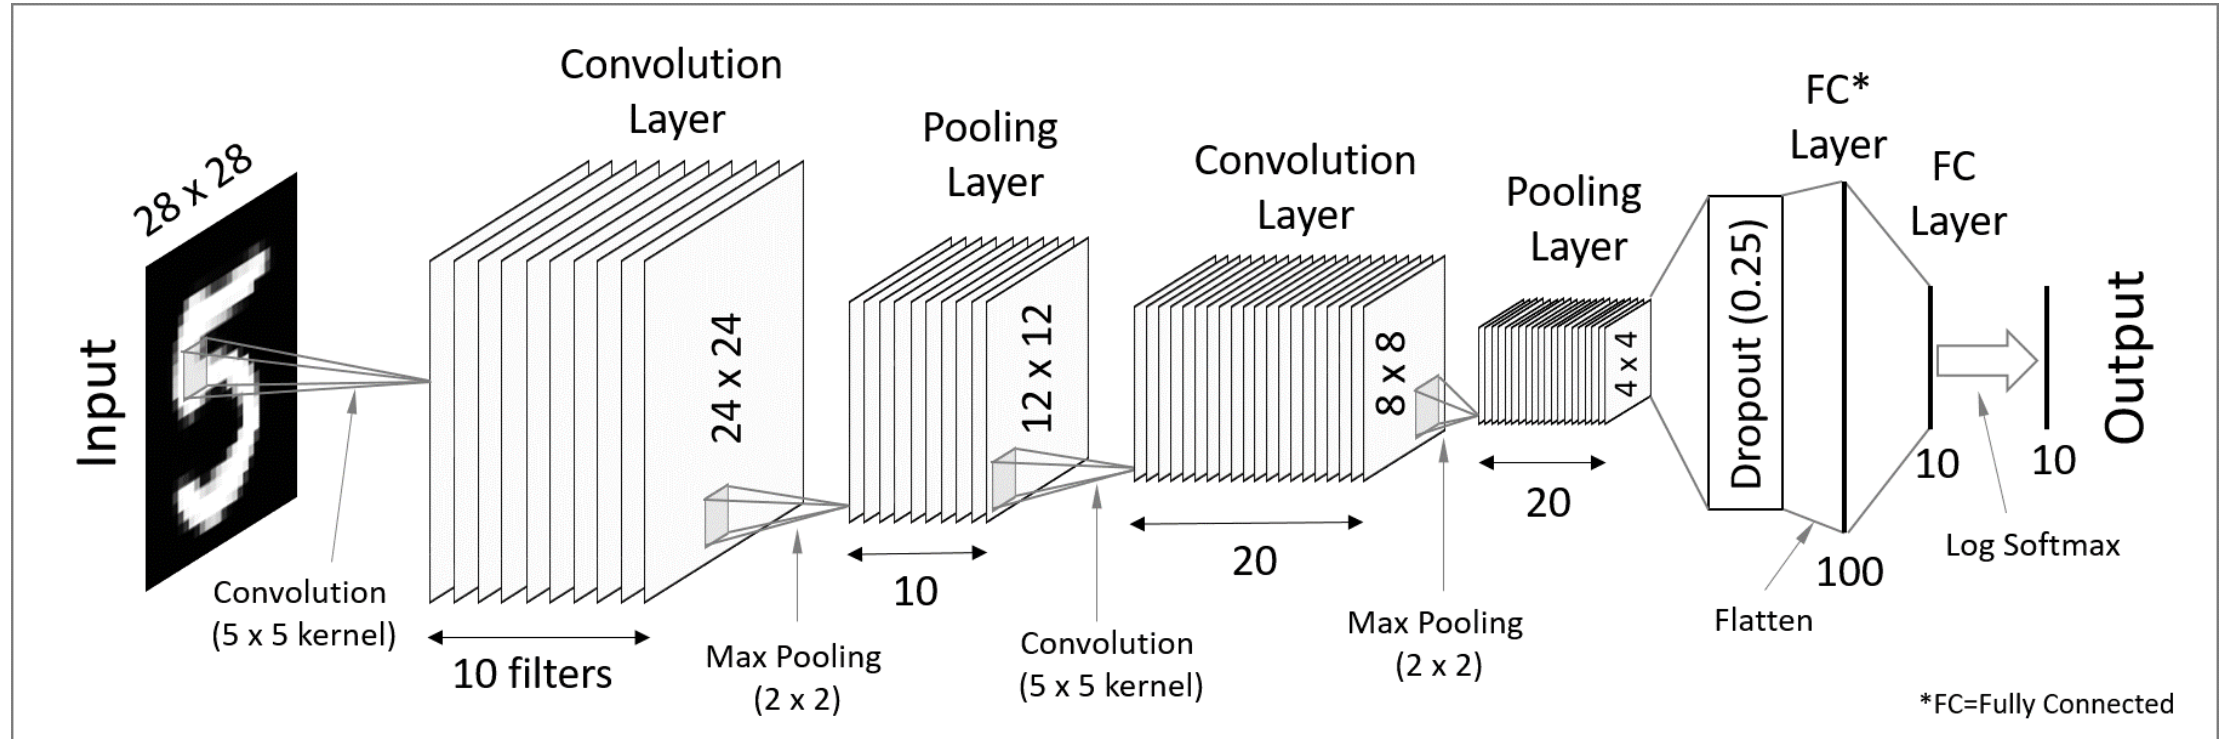 Input
28 x 28
Convolution
(5 x 5 kernel)
Convolution
Layer
24 x 24
10 filters
Max Pooling
(2 x 2)
Pooling
Layer
12 x 12
10
Convolution
(5 x 5 kernel)
Convolution
Layer
8 x 8
20
Max Pooling
(2 x 2)
Pooling
Layer
4 x 4
20
Dropout (0.25)
Flatten
FC*
Layer
100
FC
Layer
10
Log Softmax
10
Output
*FC=Fully Connected